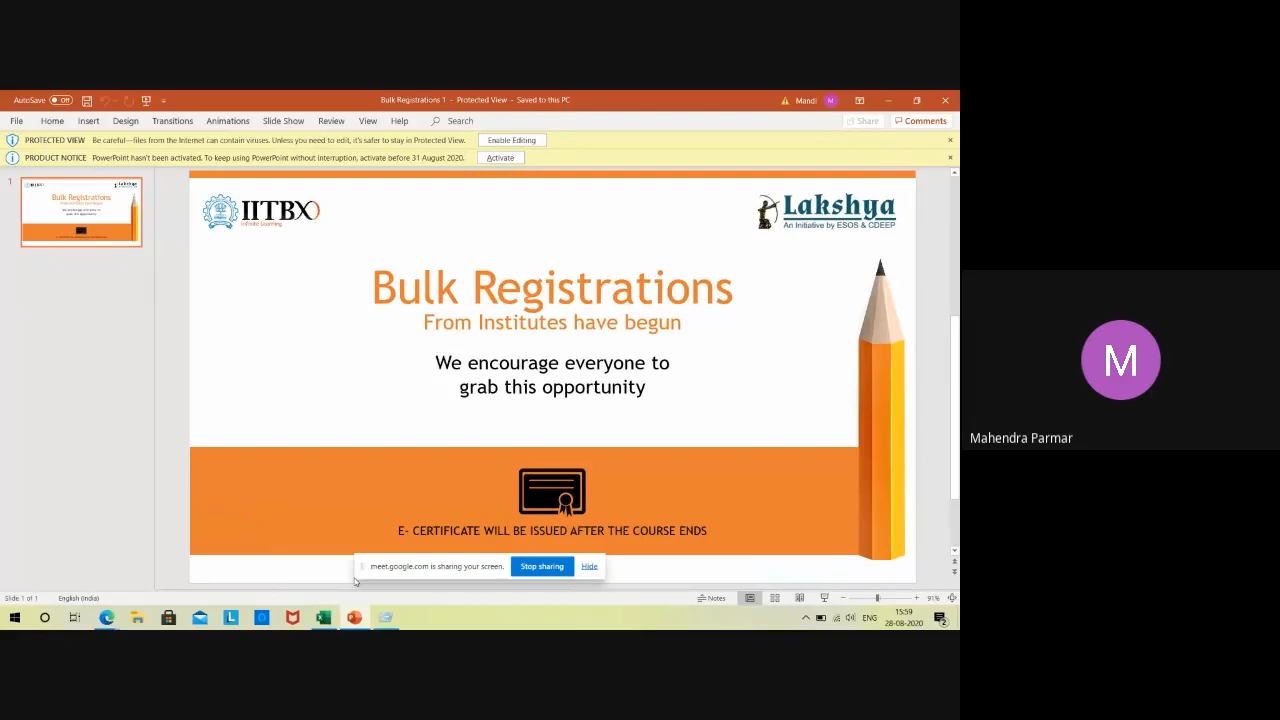 AutoSave Off
Bulk Registrations 1 - Protected View - Saved to this PC
Mandi M
File Home Insert Design Transitions Animations Slide Show Review View Help Search
Share Comments
PROTECTED VIEW Be careful—files from the Internet can contain viruses. Unless you need to edit, it's safer to stay in Protected View. Enable Editing
PRODUCT NOTICE PowerPoint hasn't been activated. To keep using PowerPoint without interruption, activate before 31 August 2020. Activate
1
IITBX
Infinite Learning
Lakshya
An Initiative by ESOS & CDEEP
Bulk Registrations
From Institutes have begun
We encourage everyone to
grab this opportunity
E- CERTIFICATE WILL BE ISSUED AFTER THE COURSE ENDS
meet.google.com is sharing your screen. Stop sharing Hide
Slide 1 of 1 English (India)
Notes
91%
ENG
15:59
28-08-2020
2
M
Mahendra Parmar